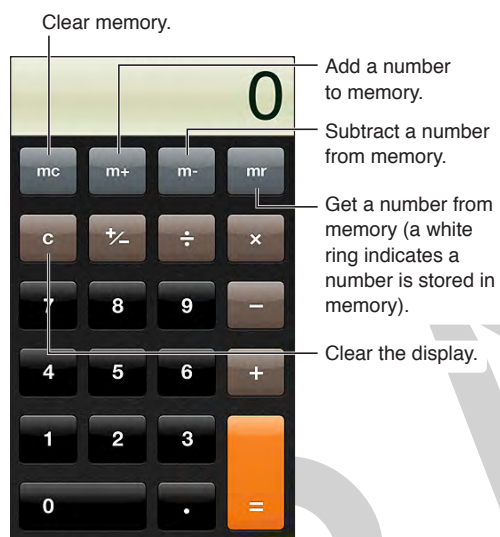 Clear memory.
Add a number
to memory.
0
Subtract a number
from memory.
mc m+ m- mr
Get a number from
memory (a white
ring indicates a
number is stored in
memory).
c +/− ÷ ×
7 8 9 −
Clear the display.
4 5 6 +
1 2 3
0 . =